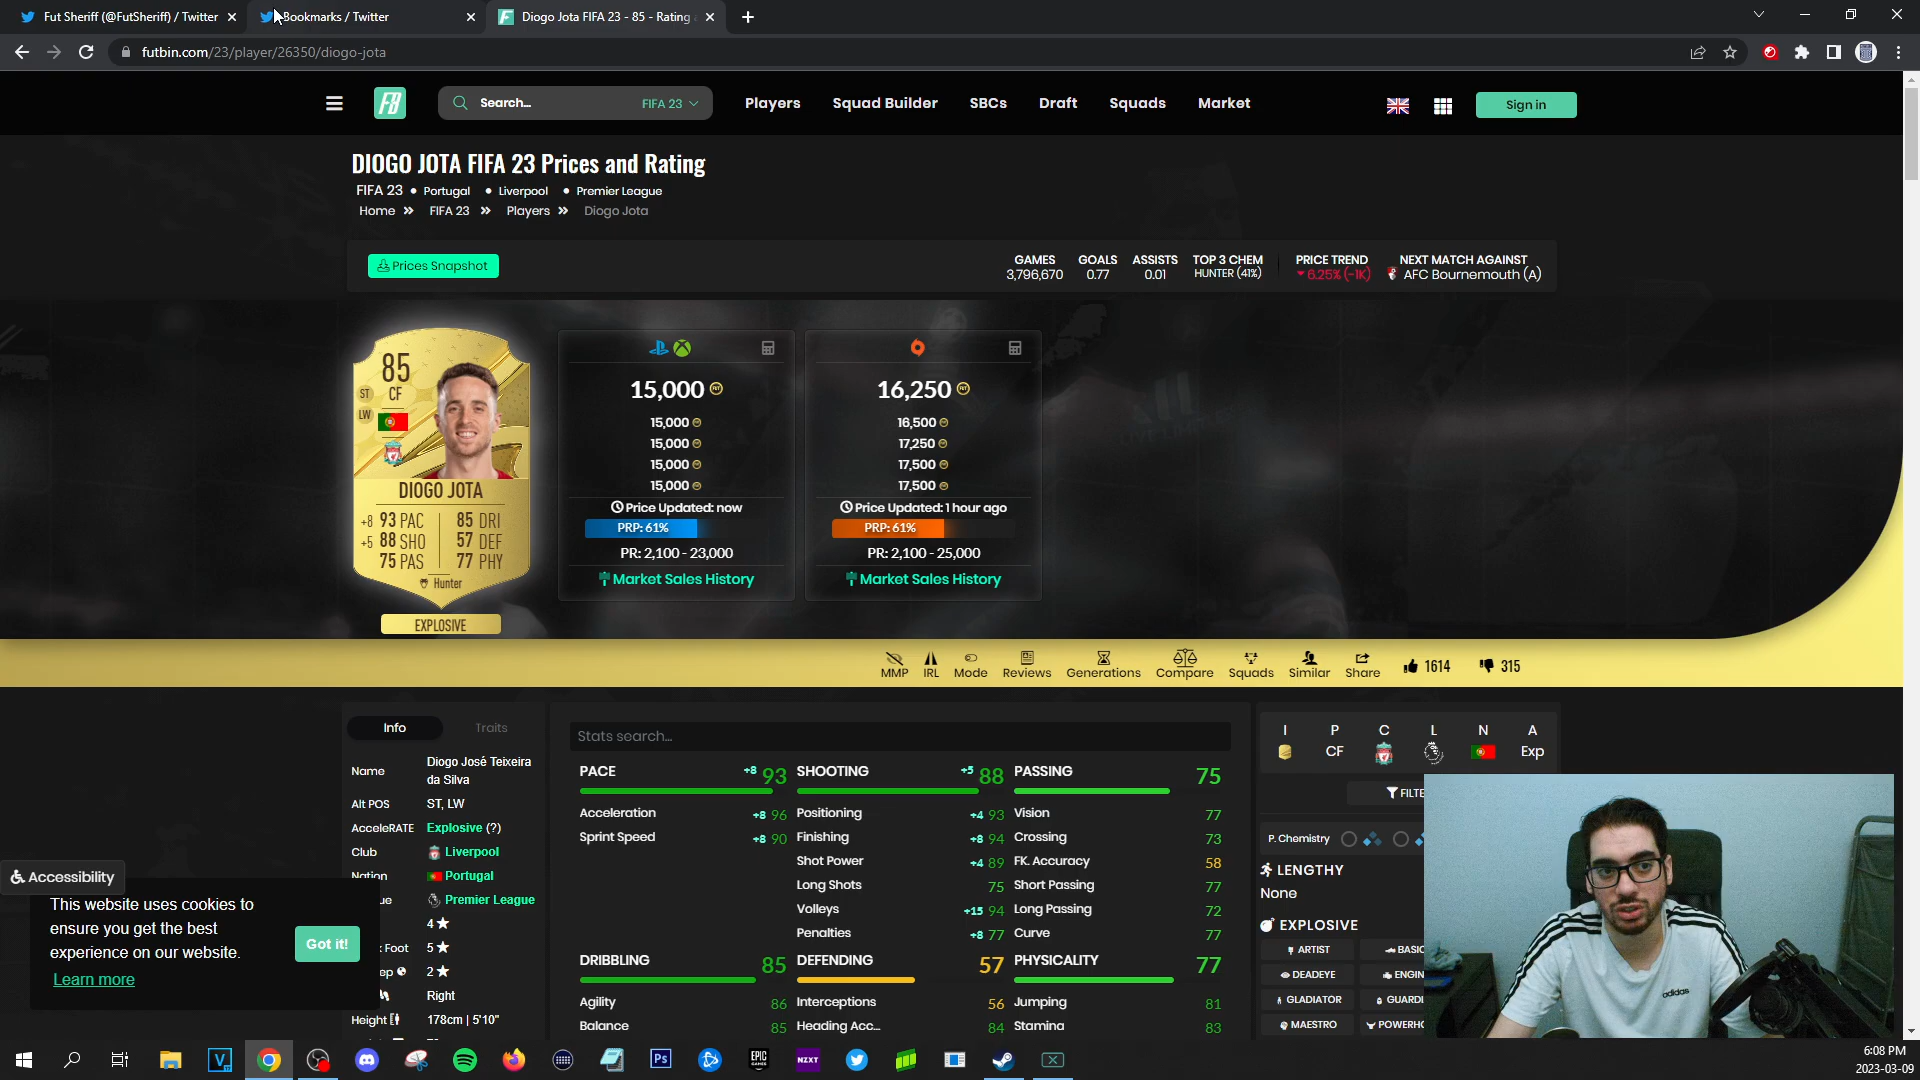 Fut Sheriff (@FutSheriff) / Twitter
Bookmarks / Twitter
Diogo Jota FIFA 23 - 85 - Rating
futbin.com/23/player/26350/diogo-jota
FB
Search...
FIFA 23
Players
Squad Builder
SBCs
Draft
Squads
Market
Sign in
DIOGO JOTA FIFA 23 Prices and Rating
FIFA 23 • Portugal • Liverpool • Premier League
Home » FIFA 23 » Players » Diogo Jota
Prices Snapshot
GAMES
3,796,670
GOALS
0.77
ASSISTS
0.01
TOP 3 CHEM
HUNTER (41%)
PRICE TREND
6.25% (-1K)
NEXT MATCH AGAINST
AFC Bournemouth (A)
85
CF
ST
LW
DIOGO JOTA
+8 93 PAC
85 DRI
+5 88 SHO
57 DEF
75 PAS
77 PHY
Hunter
EXPLOSIVE
15,000
15,000
15,000
15,000
15,000
Price Updated: now
PRP: 61%
PR: 2,100 - 23,000
Market Sales History
16,250
16,500
17,250
17,500
17,500
Price Updated: 1 hour ago
PRP: 61%
PR: 2,100 - 25,000
Market Sales History
MMP
IRL
Mode
Reviews
Generations
Compare
Squads
Similar
Share
1614
315
Info
Traits
Name
Diogo José Teixeira
da Silva
Alt POS
ST, LW
AcceleRATE
Explosive (?)
Club
Liverpool
Nation
Portugal
Premier League
4★
Foot
5★
2★
Right
Height
178cm | 5'10"
Stats search...
PACE +8 93
Acceleration +8 96
Sprint Speed +8 90
SHOOTING +5 88
Positioning +4 93
Finishing +8 94
Shot Power +4 89
Long Shots 75
Volleys +15 94
Penalties +8 77
PASSING 75
Vision 77
Crossing 73
FK. Accuracy 58
Short Passing 77
Long Passing 72
Curve 77
DRIBBLING 85
Agility 86
Balance 85
DEFENDING 57
Interceptions 56
Heading Acc... 84
PHYSICALITY 77
Jumping 81
Stamina 83
I P C L N A
CF
Exp
FILTE
P. Chemistry
LENGTHY
None
EXPLOSIVE
ARTIST
BASIC
DEADEYE
ENGIN
GLADIATOR
GUARDI
MAESTRO
POWERHO
Accessibility
This website uses cookies to
ensure you get the best
experience on our website.
Learn more
Got it!
adidas
Ps
EPIC
GAMES
NZXT
6:08 PM
2023-03-09